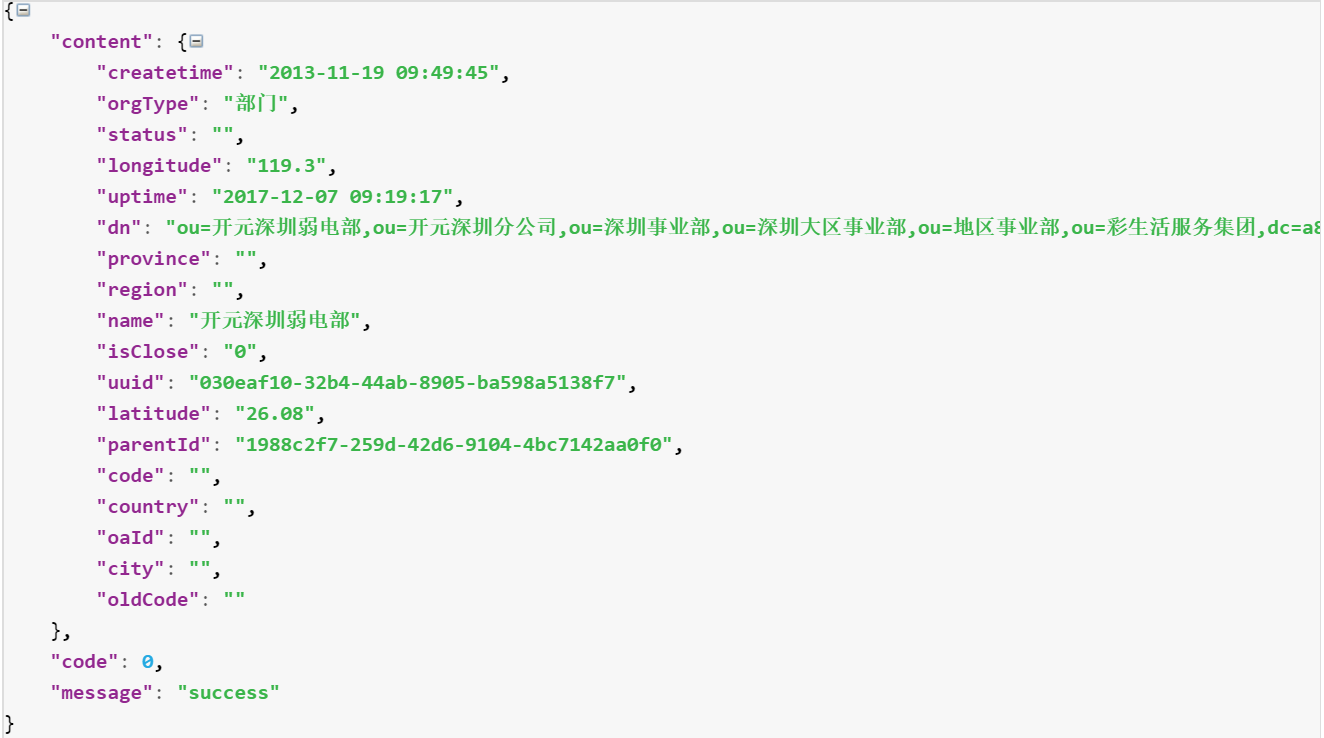 {
"content": {
"createtime": "2013-11-19 09:49:45",
"orgType": "部门",
"status": "",
"longitude": "119.3",
"uptime": "2017-12-07 09:19:17",
"dn": "ou=开元深圳弱电部,ou=开元深圳分公司,ou=深圳事业部,ou=深圳大区事业部,ou=地区事业部,ou=彩生活服务集团,dc=a8
"province": "",
"region": "",
"name": "开元深圳弱电部",
"isClose": "0",
"uuid": "030eaf10-32b4-44ab-8905-ba598a5138f7",
"latitude": "26.08",
"parentId": "1988c2f7-259d-42d6-9104-4bc7142aa0f0",
"code": "",
"country": "",
"oaId": "",
"city": "",
"oldCode": ""
},
"code": 0,
"message": "success"
}